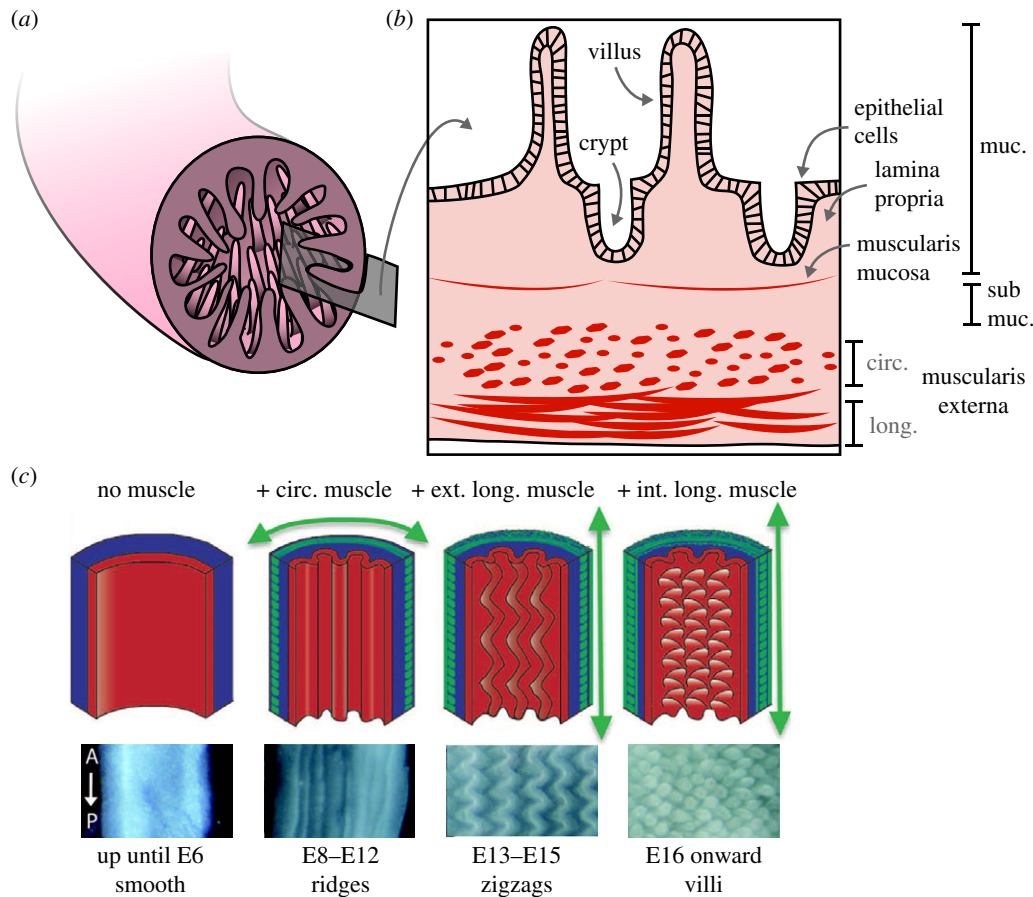 (a)
(b)
villus
crypt
epithelial
cells
lamina
propria
muscularis
mucosa
muc.
sub
muc.
circ.
long.
muscularis
externa
(c)
no muscle
+ circ. muscle
+ ext. long. muscle
+ int. long. muscle
A
P
up until E6
smooth
E8–E12
ridges
E13–E15
zigzags
E16 onward
villi